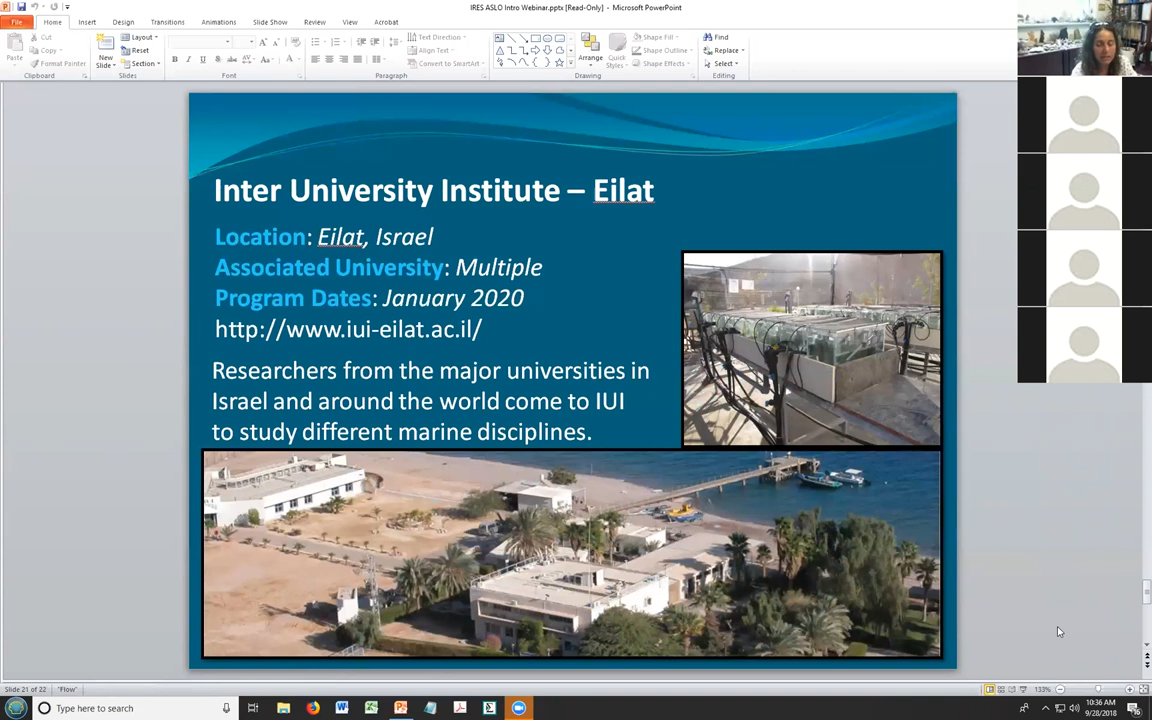 IRES ASLO Intro Webinar.pptx [Read-Only] - Microsoft PowerPoint
File Home Insert Design Transitions Animations Slide Show Review View Acrobat
Cut
Copy
Format Painter
Paste
Clipboard
New
Slide
Layout
Reset
Section
Slides
Font
Text Direction
Align Text
Convert to SmartArt
Paragraph
Arrange
Quick
Styles
Shape Fill
Shape Outline
Shape Effects
Drawing
Find
Replace
Select
Editing
Inter University Institute – Eilat
Location: Eilat, Israel
Associated University: Multiple
Program Dates: January 2020
http://www.iui-eilat.ac.il/
Researchers from the major universities in
Israel and around the world come to IUI
to study different marine disciplines.
Slide 21 of 22 "Flow" 133%
Type here to search
10:36 AM
9/28/2018